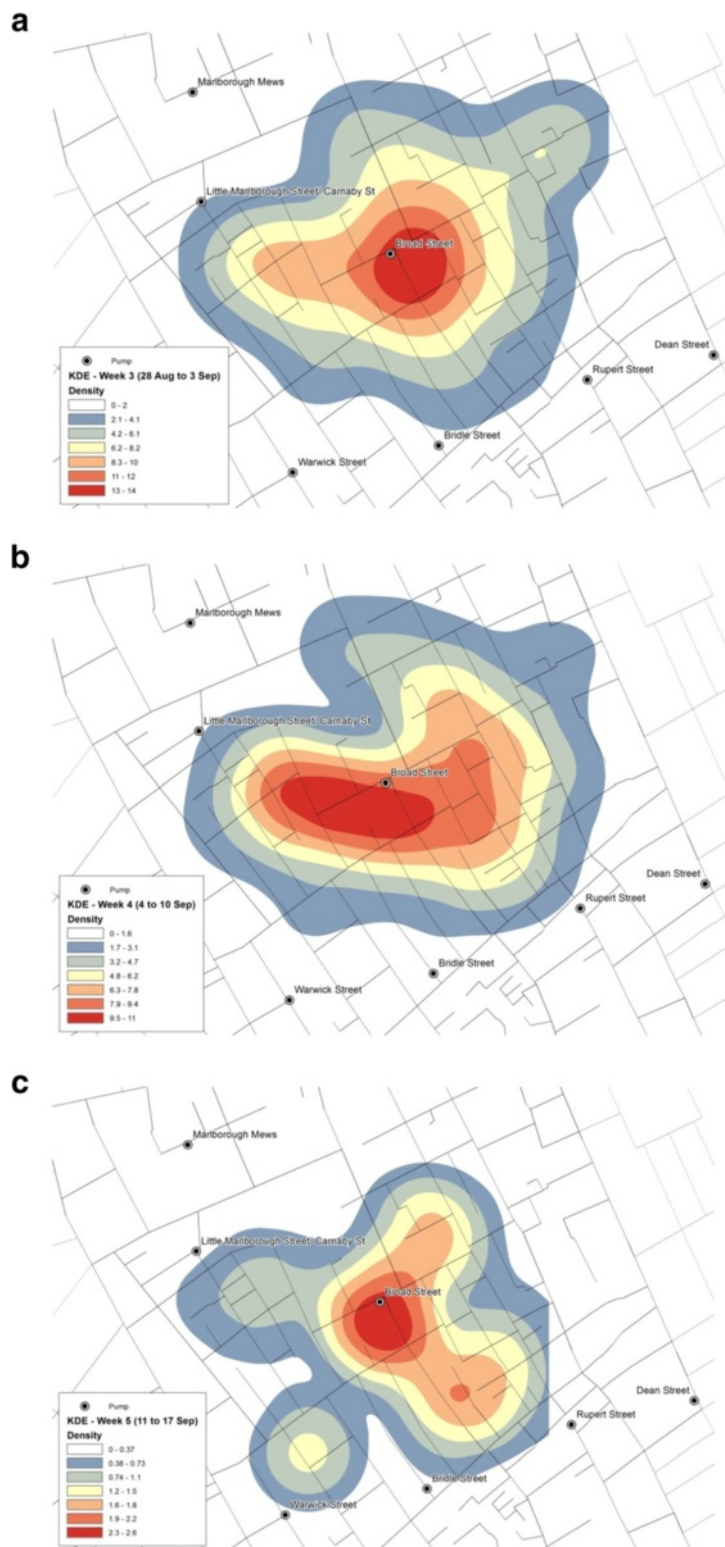 a
Marlborough Mews
Little Marlborough Street/ Carnaby St
Broad Street
Dean Street
Rupert Street
Bridle Street
Warwick Street
Pump
KDE - Week 3 (28 Aug to 3 Sep)
Density
0 - 2
2.1 - 4.1
4.2 - 6.1
6.2 - 8.2
8.3 - 10
11 - 12
13 - 14
b
Marlborough Mews
Little Marlborough Street/ Carnaby St
Broad Street
Dean Street
Rupert Street
Bridle Street
Warwick Street
Pump
KDE - Week 4 (4 to 10 Sep)
Density
0 - 1.6
1.7 - 3.1
3.2 - 4.7
4.8 - 6.2
6.3 - 7.8
7.9 - 9.4
9.5 - 11
c
Marlborough Mews
Little Marlborough Street/ Carnaby St
Broad Street
Dean Street
Rupert Street
Bridle Street
Warwick Street
Pump
KDE - Week 5 (11 to 17 Sep)
Density
0 - 0.37
0.38 - 0.73
0.74 - 1.1
1.2 - 1.5
1.6 - 1.8
1.9 - 2.2
2.3 - 2.6